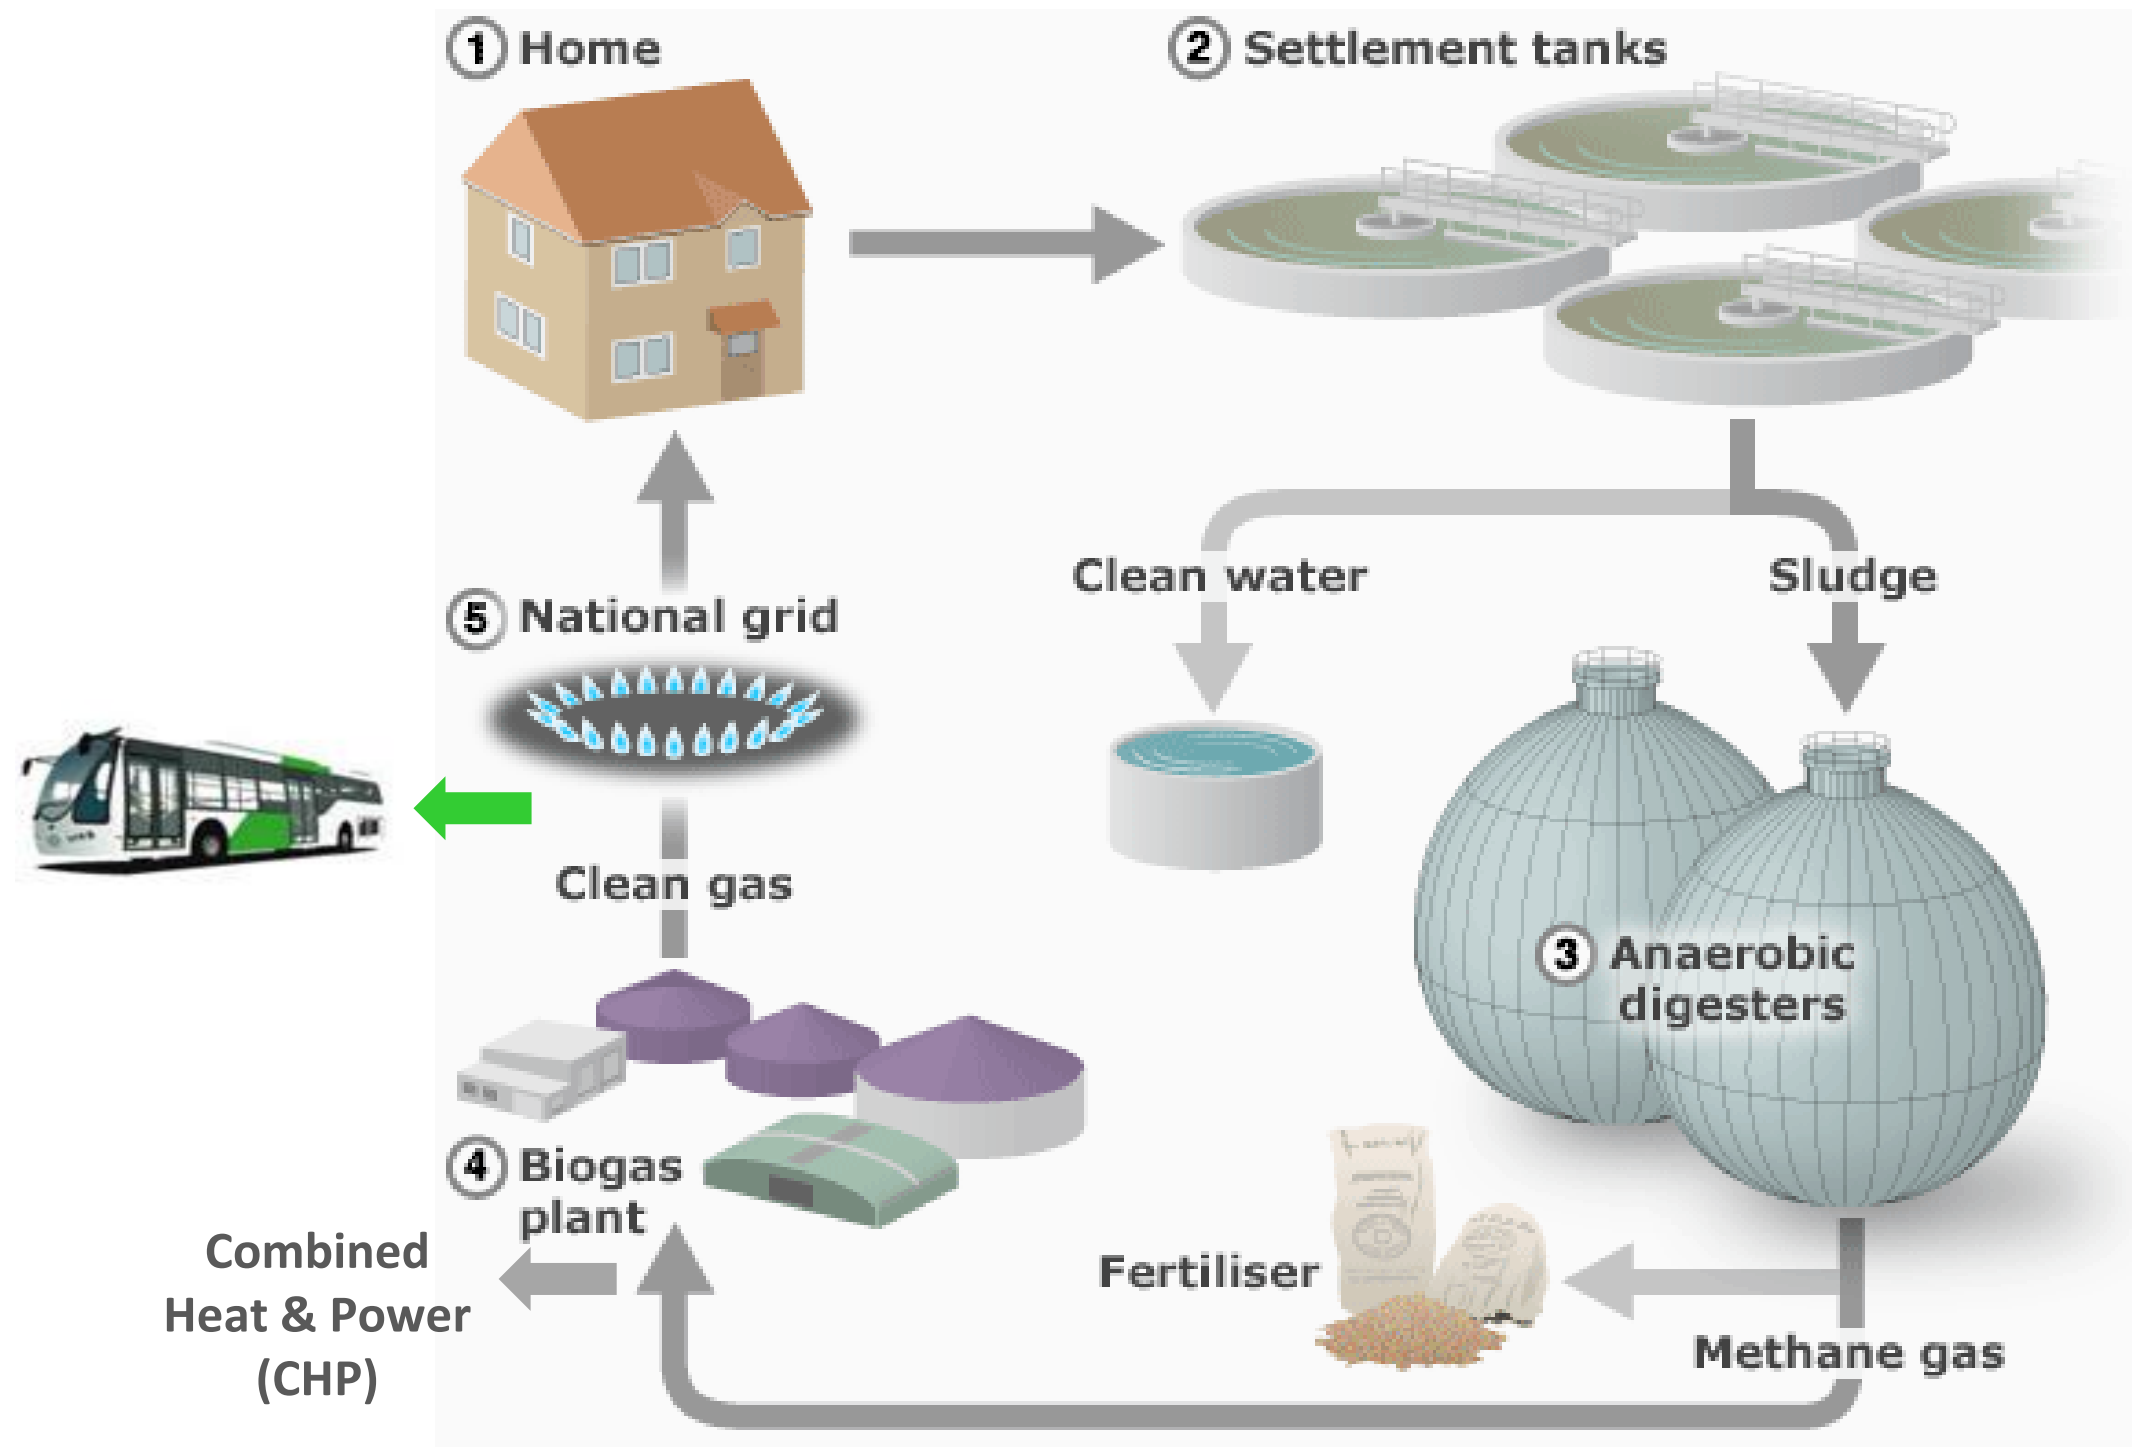 1 Home
2 Settlement tanks
Clean water
Sludge
5 National grid
Clean gas
3 Anaerobic
digesters
4 Biogas
plant
Combined
Heat & Power
(CHP)
Fertiliser
Methane gas